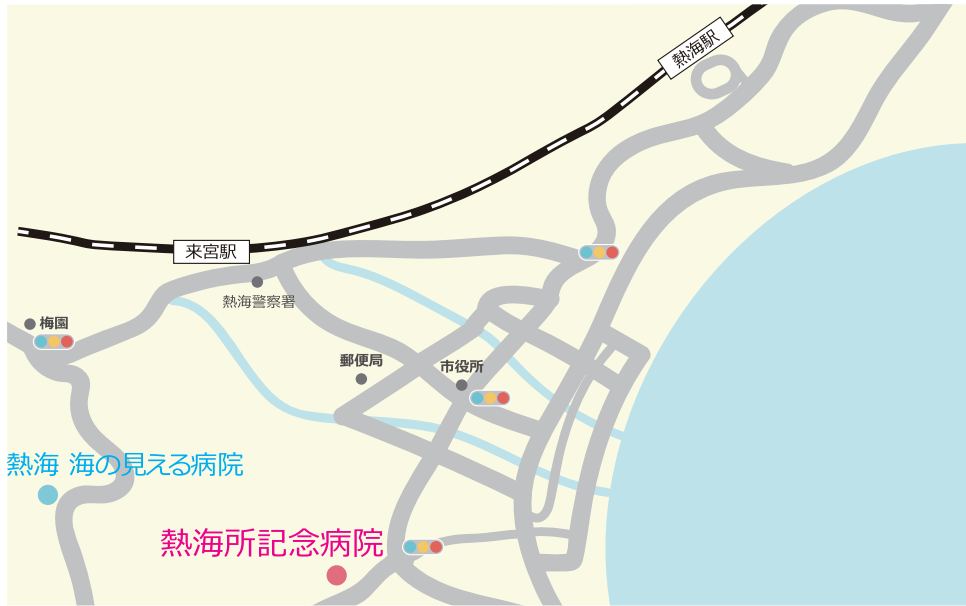 熱海駅
来宮駅
熱海警察署
梅園
郵便局
市役所
熱海 海の見える病院
熱海所記念病院